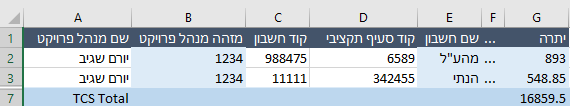 A B C D E F G
1 שם מנהל פרויקט מזהה מנהל פרויקט קוד חשבון קוד סעיף תקציבי שם חשבון ... יתרה
2 יורם שגיב 1234 988475 6589 מהע"ל ... 893
3 יורם שגיב 1234 11111 342455 הנתי ... 548.85
7 TCS Total 16859.5